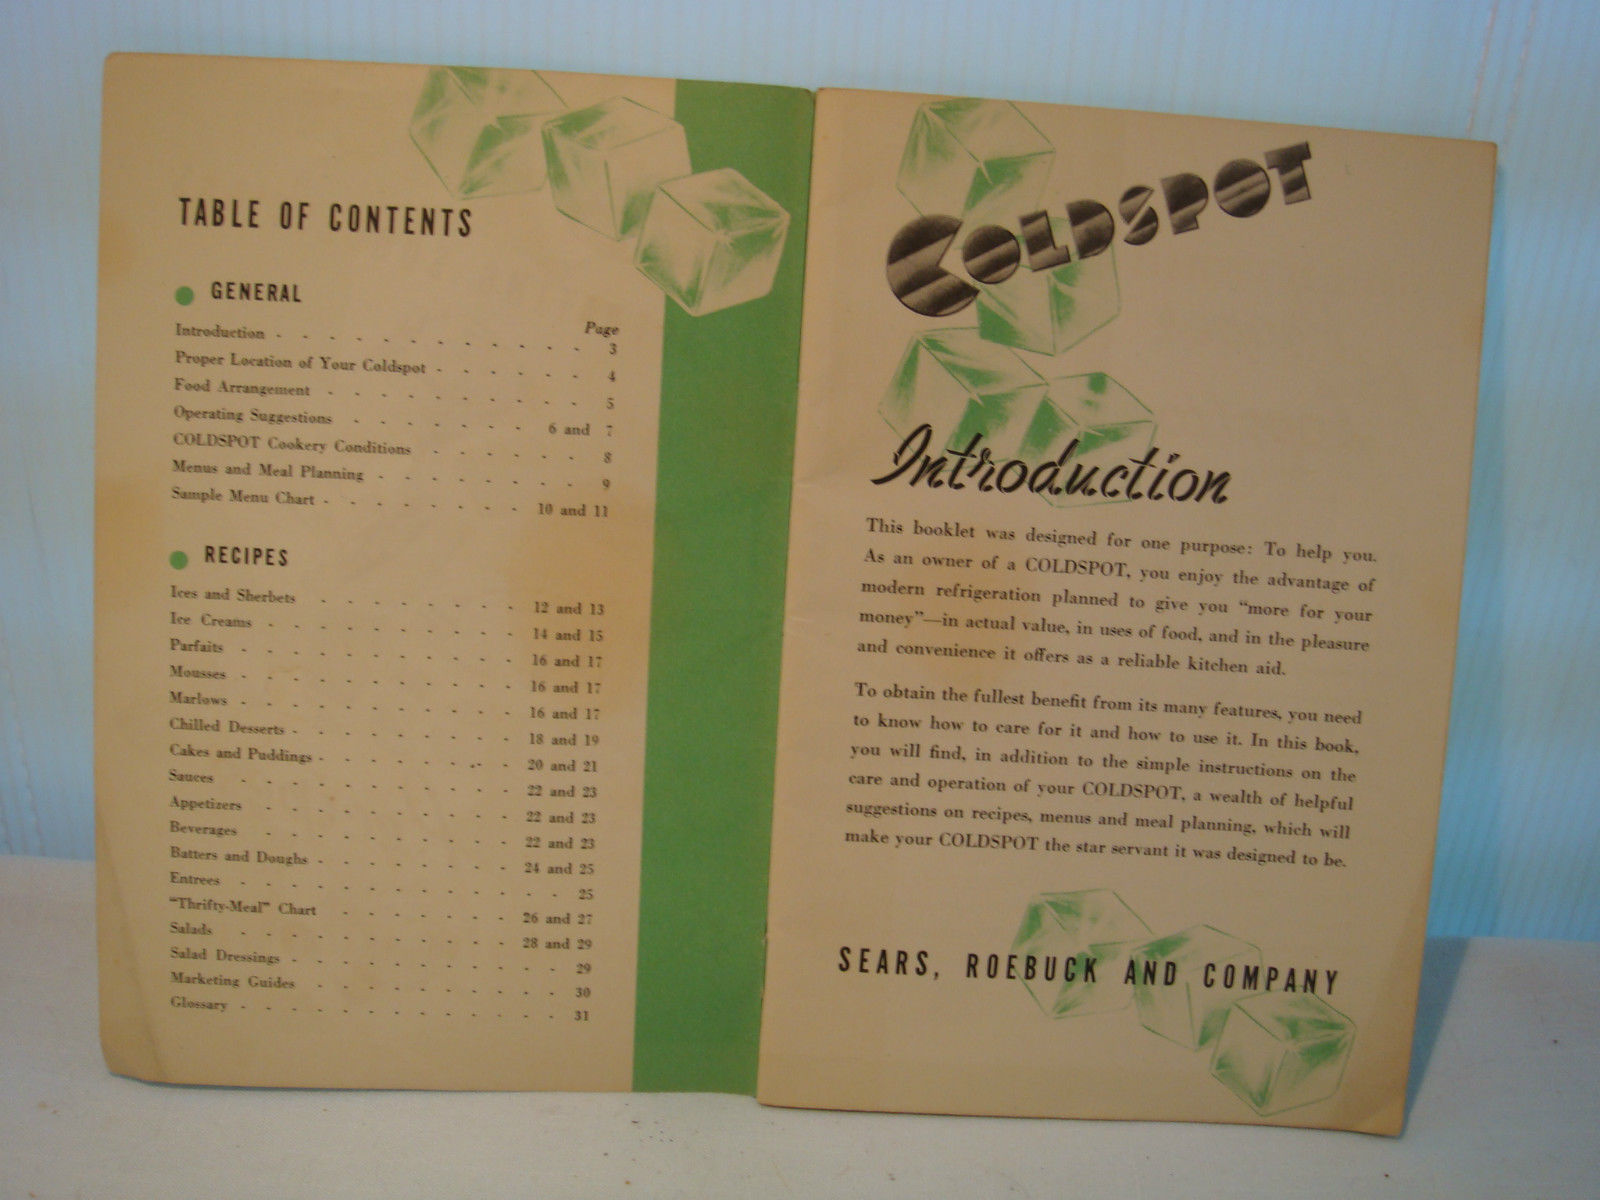 TABLE OF CONTENTS
GENERAL
Page
Introduction - - - - - - - - - - - - 3
Proper Location of Your Coldspot - - - - - - 4
Food Arrangement - - - - - - - - - - 5
Operating Suggestions - - - - - - - 6 and 7
COLDSPOT Cookery Conditions - - - - - - 8
Menus and Meal Planning - - - - - - - - 9
Sample Menu Chart - - - - - - - - 10 and 11
RECIPES
Ices and Sherbets - - - - - - - - 12 and 13
Ice Creams - - - - - - - - - - 14 and 15
Parfaits - - - - - - - - - - - 16 and 17
Mousses - - - - - - - - - - - 16 and 17
Marlows - - - - - - - - - - - 16 and 17
Chilled Desserts - - - - - - - - - 18 and 19
Cakes and Puddings - - - - - - - - 20 and 21
Sauces - - - - - - - - - - - 22 and 23
Appetizers - - - - - - - - - - 22 and 23
Beverages - - - - - - - - - - 22 and 23
Batters and Doughs - - - - - - - - 24 and 25
Entrees - - - - - - - - - - - - - 25
"Thrifty-Meal" Chart - - - - - - - 26 and 27
Salads - - - - - - - - - - - 28 and 29
Salad Dressings - - - - - - - - - - - 29
Marketing Guides - - - - - - - - - - 30
Glossary - - - - - - - - - - - - - 31
COLDSPOT
Introduction
This booklet was designed for one purpose: To help you.
As an owner of a COLDSPOT, you enjoy the advantage of
modern refrigeration planned to give you "more for your
money"—in actual value, in uses of food, and in the pleasure
and convenience it offers as a reliable kitchen aid.
To obtain the fullest benefit from its many features, you need
to know how to care for it and how to use it. In this book,
you will find, in addition to the simple instructions on the
care and operation of your COLDSPOT, a wealth of helpful
suggestions on recipes, menus and meal planning, which will
make your COLDSPOT the star servant it was designed to be.
SEARS, ROEBUCK AND COMPANY